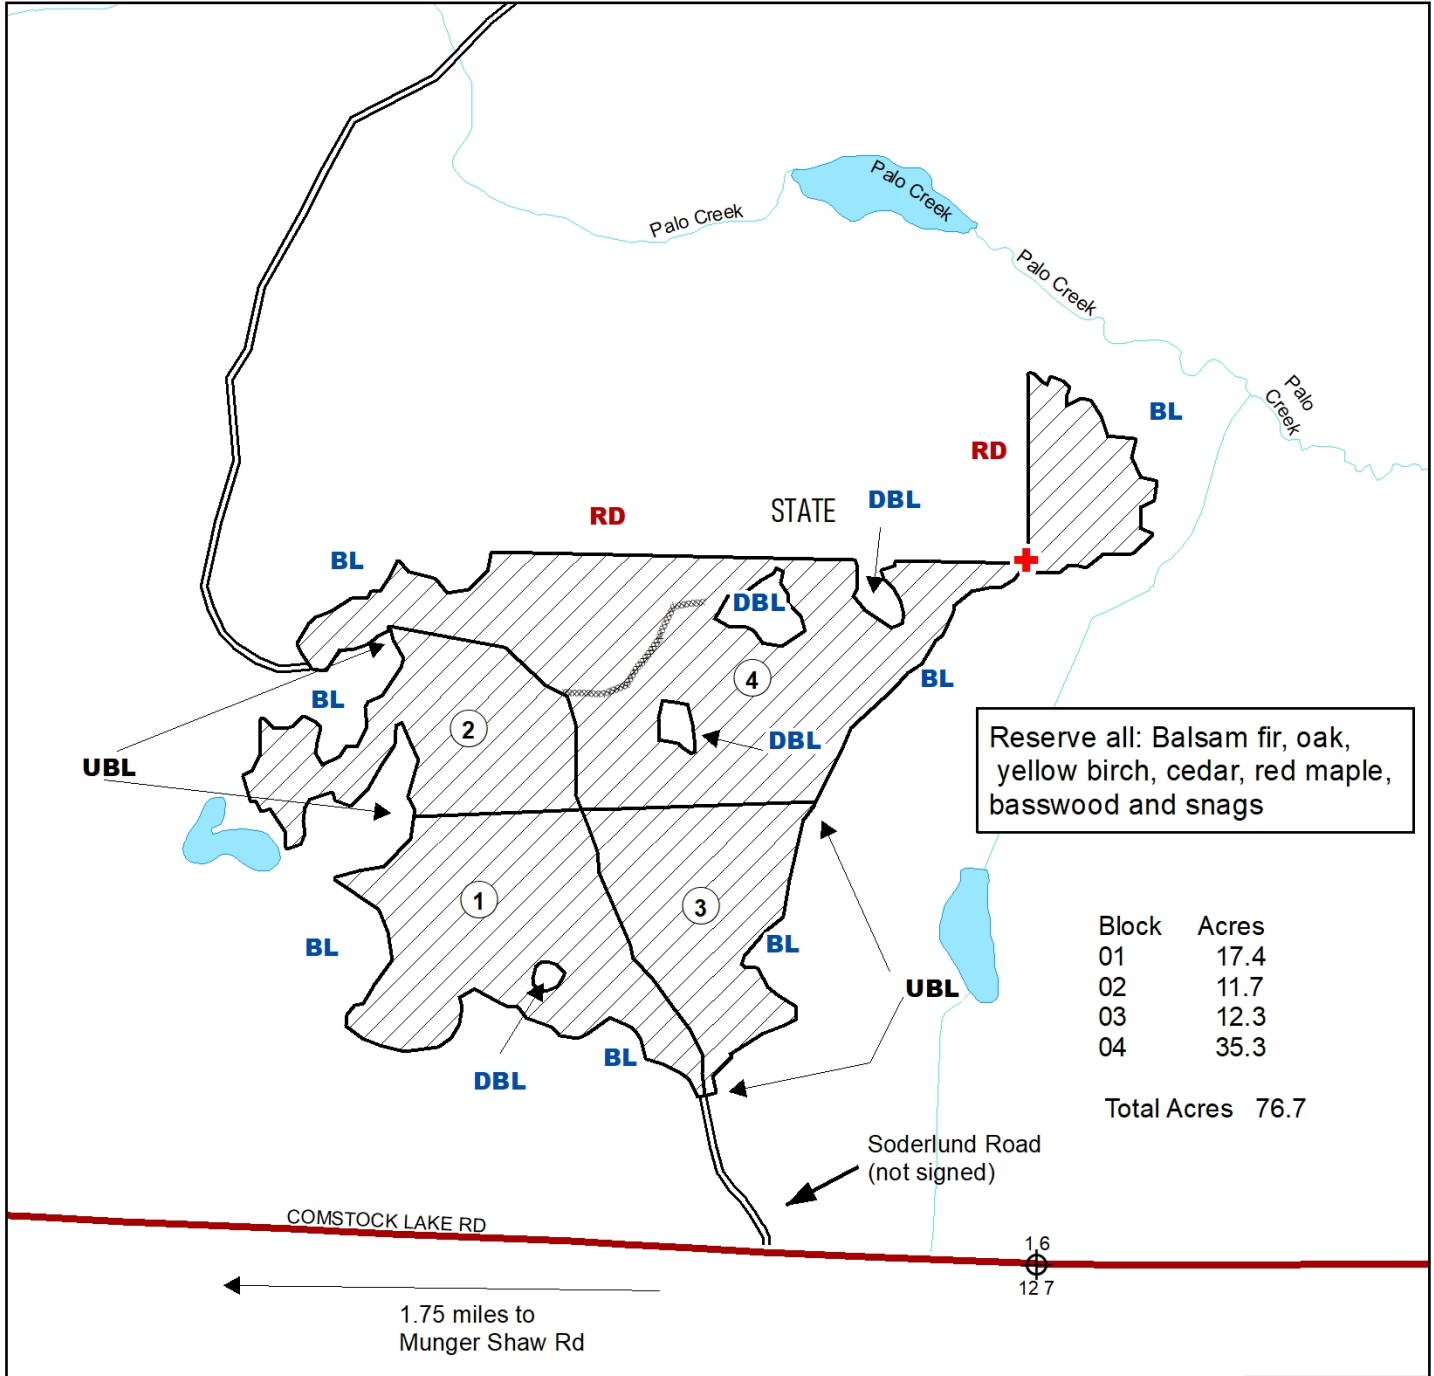 Palo Creek
Palo Creek
Palo Creek
Palo
Creek
BL
RD
DBL
STATE
RD
BL
DBL
BL
BL
4
2
DBL
UBL
Reserve all: Balsam fir, oak,
yellow birch, cedar, red maple,
basswood and snags
1
3
BL
BL
UBL
DBL
BL
Block Acres
01 17.4
02 11.7
03 12.3
04 35.3
Total Acres 76.7
Soderlund Road
(not signed)
COMSTOCK LAKE RD
1 6
12 7
1.75 miles to
Munger Shaw Rd